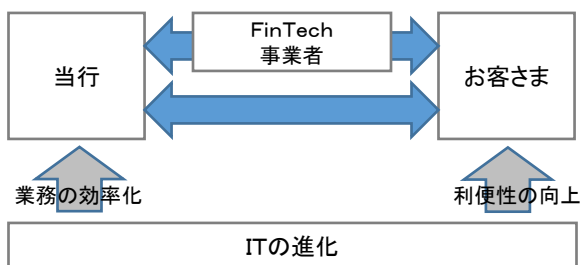 FinTech
事業者
当行
お客さま
業務の効率化
利便性の向上
ITの進化